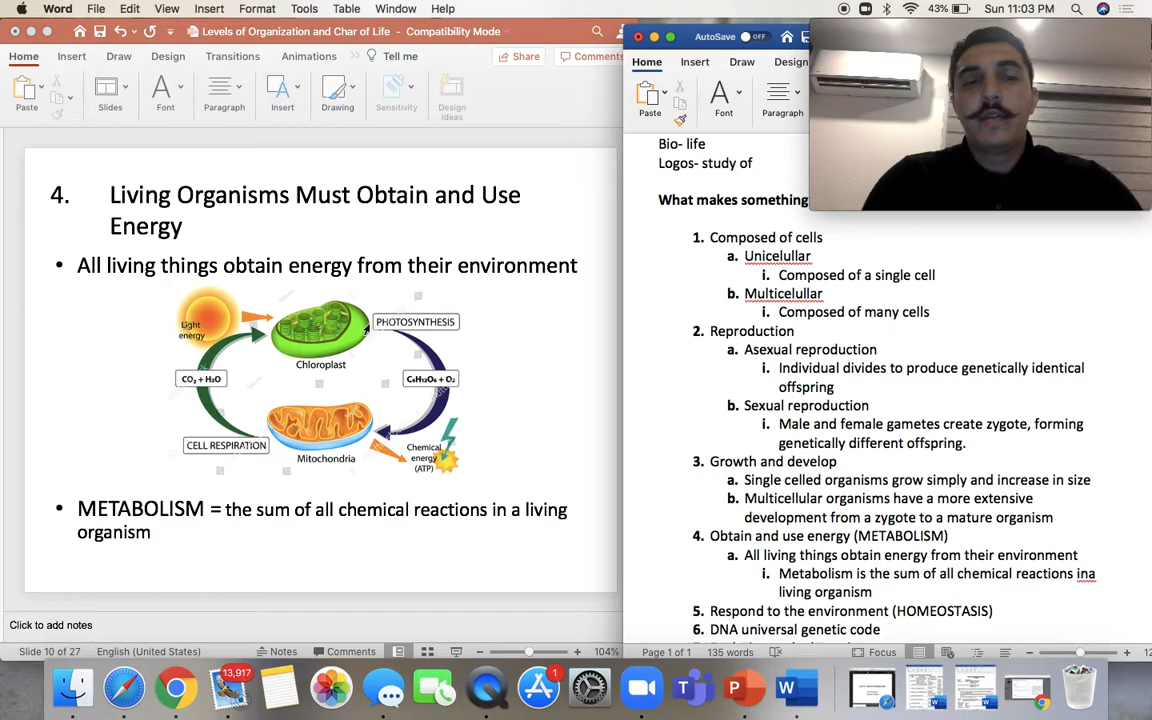 Word File Edit View Insert Format Tools Table Window Help 43% Sun 11:03 PM
Levels of Organization and Char of Life - Compatibility Mode
AutoSave OFF
Home Insert Draw Design Transitions Animations Tell me Share Comments
Home Insert Draw Design
Paste Slides Font Paragraph Insert Drawing Sensitivity Design Ideas
Paste Font Paragraph
4. Living Organisms Must Obtain and Use
Energy
• All living things obtain energy from their environment
Light
energy
PHOTOSYNTHESIS
Chloroplast
CO₂ + H₂O
C₆H₁₂O₆ + O₂
CELL RESPIRATION
Mitochondria
Chemical
energy
(ATP)
• METABOLISM = the sum of all chemical reactions in a living
organism
Click to add notes
Slide 10 of 27 English (United States) Notes Comments 104%
Bio- life
Logos- study of
What makes something
1. Composed of cells
a. Unicelullar
i. Composed of a single cell
b. Multicelullar
i. Composed of many cells
2. Reproduction
a. Asexual reproduction
i. Individual divides to produce genetically identical
offspring
b. Sexual reproduction
i. Male and female gametes create zygote, forming
genetically different offspring.
3. Growth and develop
a. Single celled organisms grow simply and increase in size
b. Multicellular organisms have a more extensive
development from a zygote to a mature organism
4. Obtain and use energy (METABOLISM)
a. All living things obtain energy from their environment
i. Metabolism is the sum of all chemical reactions ina
living organism
5. Respond to the environment (HOMEOSTASIS)
6. DNA universal genetic code
Page 1 of 1 135 words Focus
13,917
1